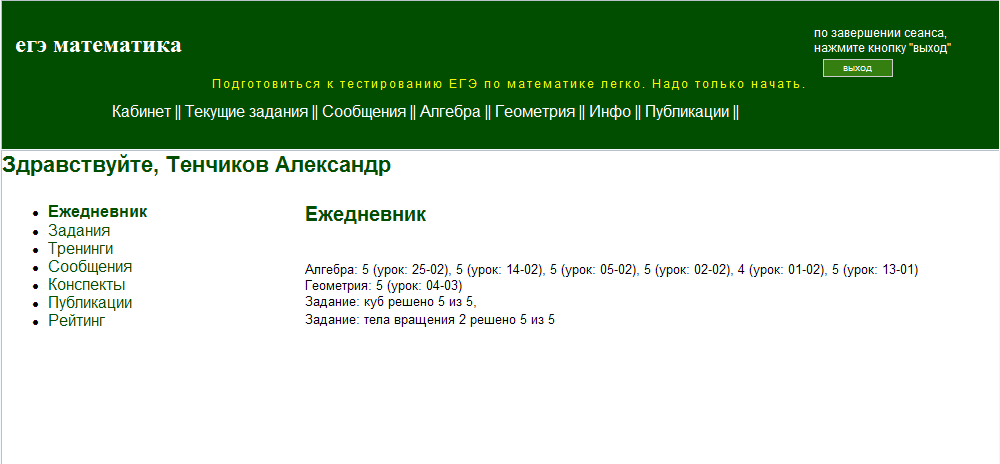 егэ математика
по завершении сеанса,
нажмите кнопку "выход"
выход
Подготовиться к тестированию ЕГЭ по математике легко. Надо только начать.
Кабинет || Текущие задания || Сообщения || Алгебра || Геометрия || Инфо || Публикации ||
Здравствуйте, Тенчиков Александр
Ежедневник
Задания
Тренинги
Сообщения
Конспекты
Публикации
Рейтинг
Ежедневник
Алгебра: 5 (урок: 25-02), 5 (урок: 14-02), 5 (урок: 05-02), 5 (урок: 02-02), 4 (урок: 01-02), 5 (урок: 13-01)
Геометрия: 5 (урок: 04-03)
Задание: куб решено 5 из 5,
Задание: тела вращения 2 решено 5 из 5